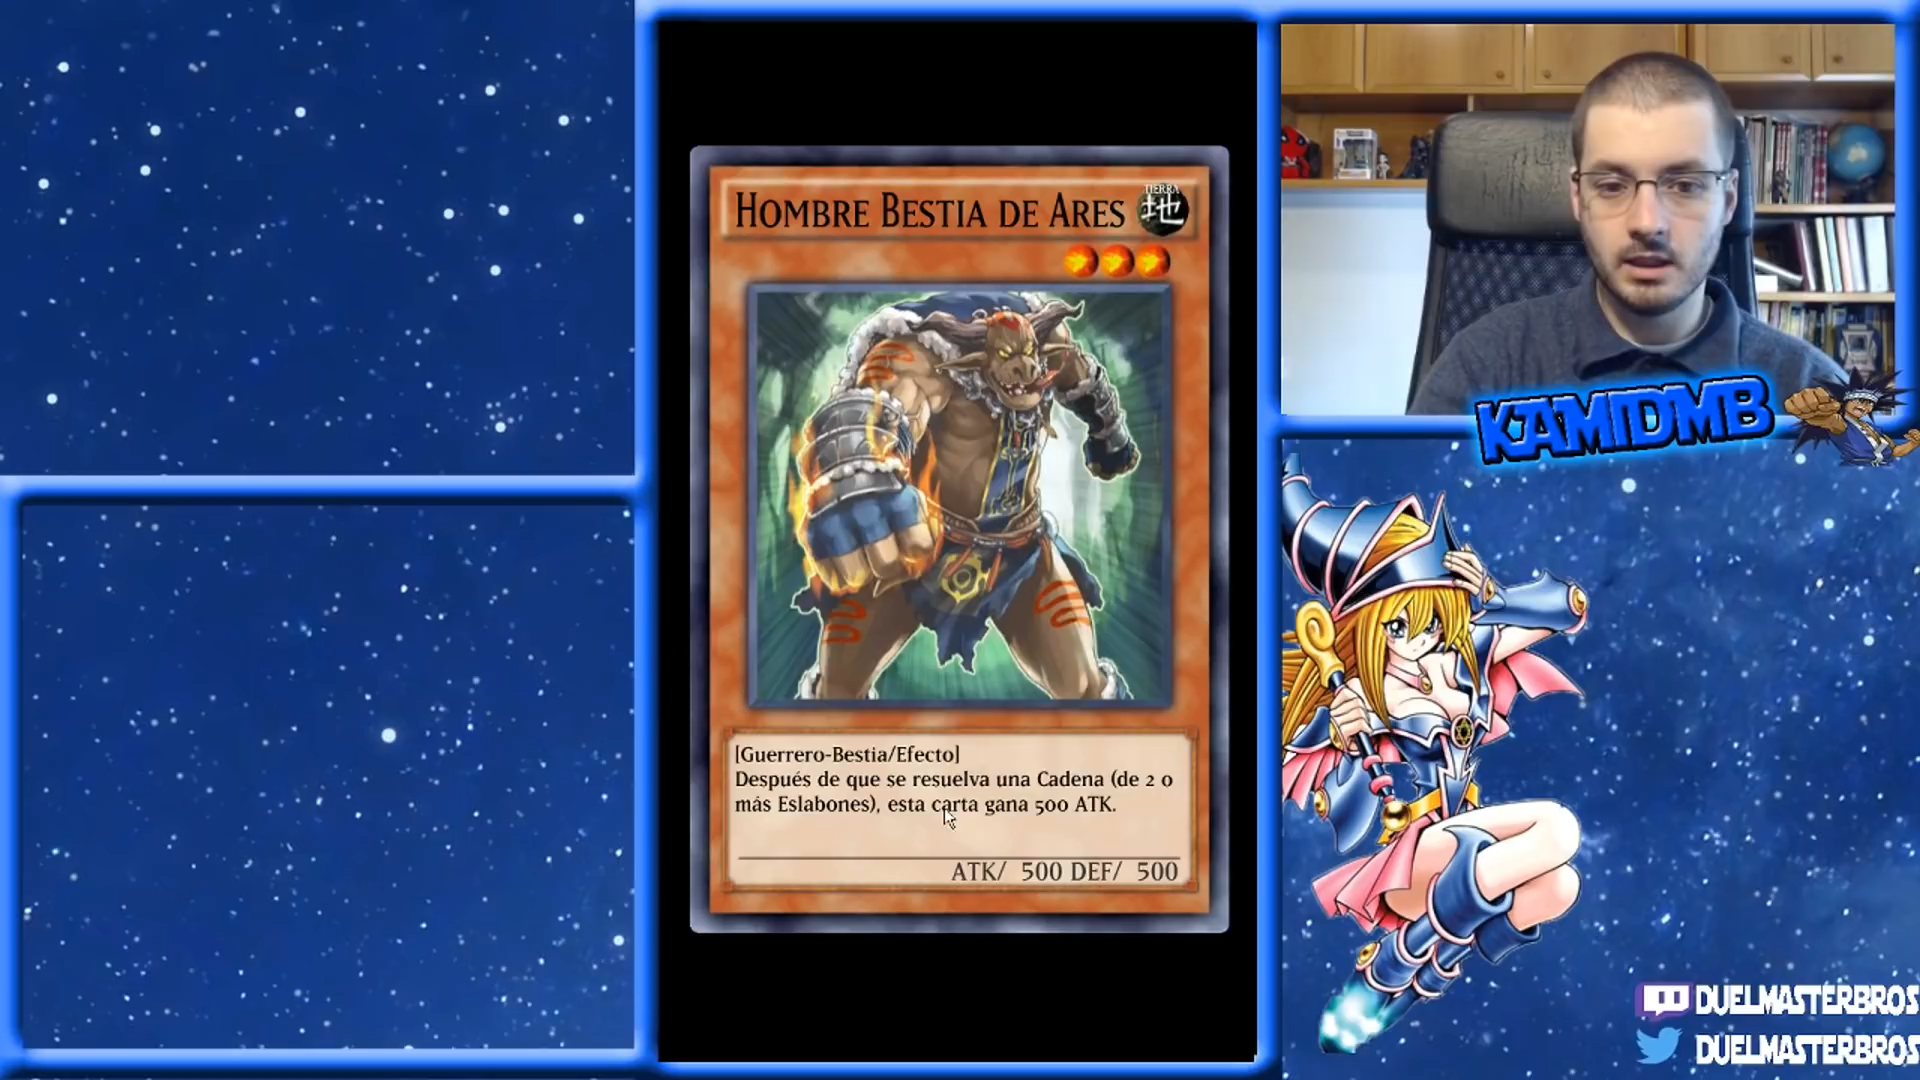 HOMBRE BESTIA DE ARES
TIERRA
地
[Guerrero-Bestia/Efecto]
Después de que se resuelva una Cadena (de 2 o
más Eslabones), esta carta gana 500 ATK.
ATK/ 500 DEF/ 500
KAMIDMB
DUELMASTERBROS
DUELMASTERBROS